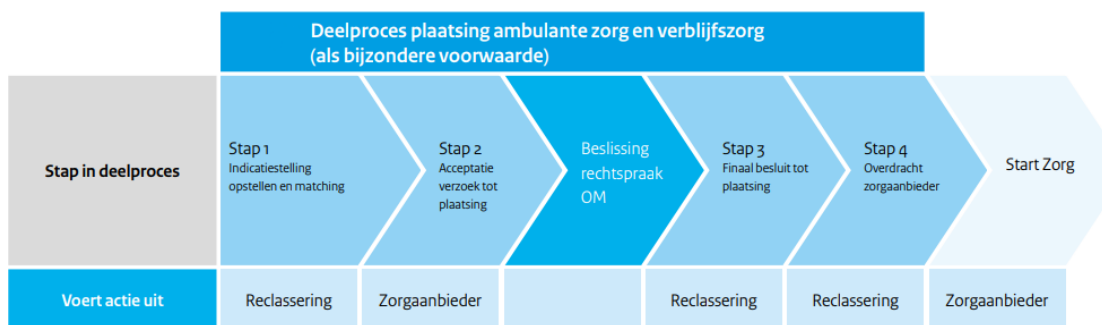 Deelproces plaatsing ambulante zorg en verblijfszorg
(als bijzondere voorwaarde)
Stap in deelproces
Stap 1
Indicatiestelling
opstellen en matching
Stap 2
Acceptatie
verzoek tot
plaatsing
Beslissing
rechtspraak
OM
Stap 3
Finaal besluit tot
plaatsing
Stap 4
Overdracht
zorgaanbieder
Start Zorg
Voert actie uit
Reclassering
Zorgaanbieder
Reclassering
Reclassering
Zorgaanbieder